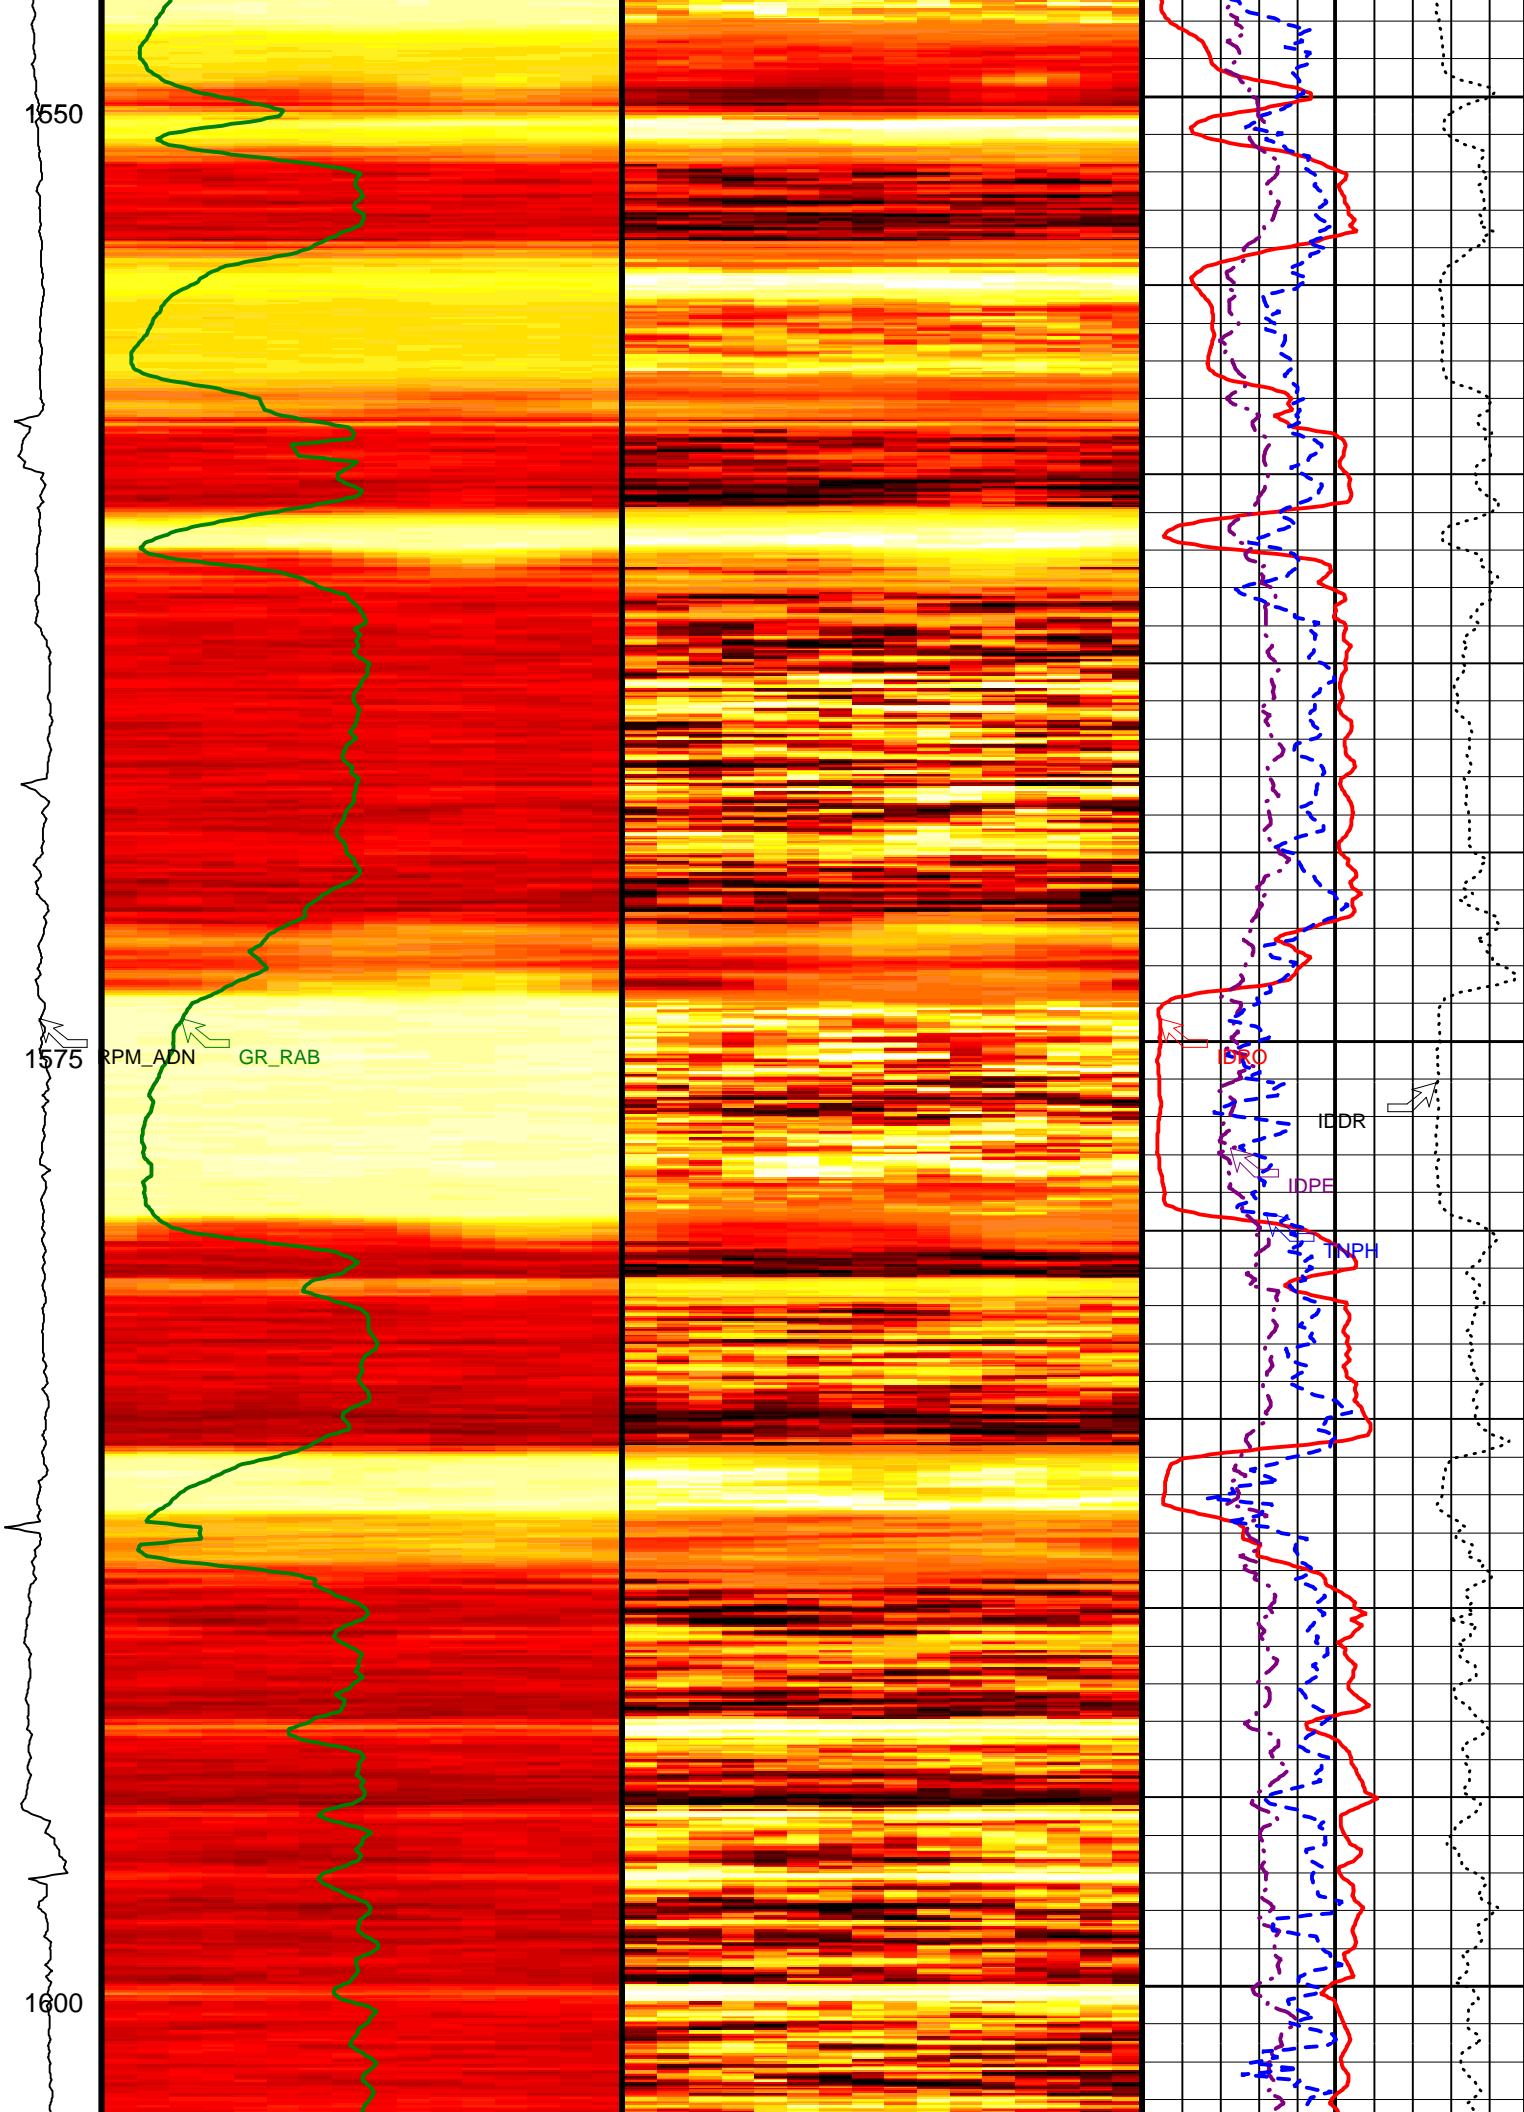 1550
1575
RPM_ADN
GR_RAB
IDRO
IDDR
IDPE
TNPH
1600